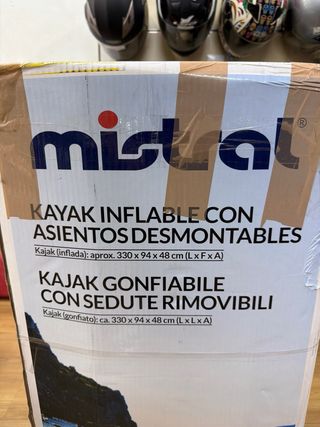 mistral®
KAYAK INFLABLE CON
ASIENTOS DESMONTABLES
Kajak (inflada): aprox. 330 x 94 x 48 cm (L x F x A)
KAJAK GONFIABILE
CON SEDUTE RIMOVIBILI
Kajak (gonfiato): ca. 330 x 94 x 48 cm (L x L x A)